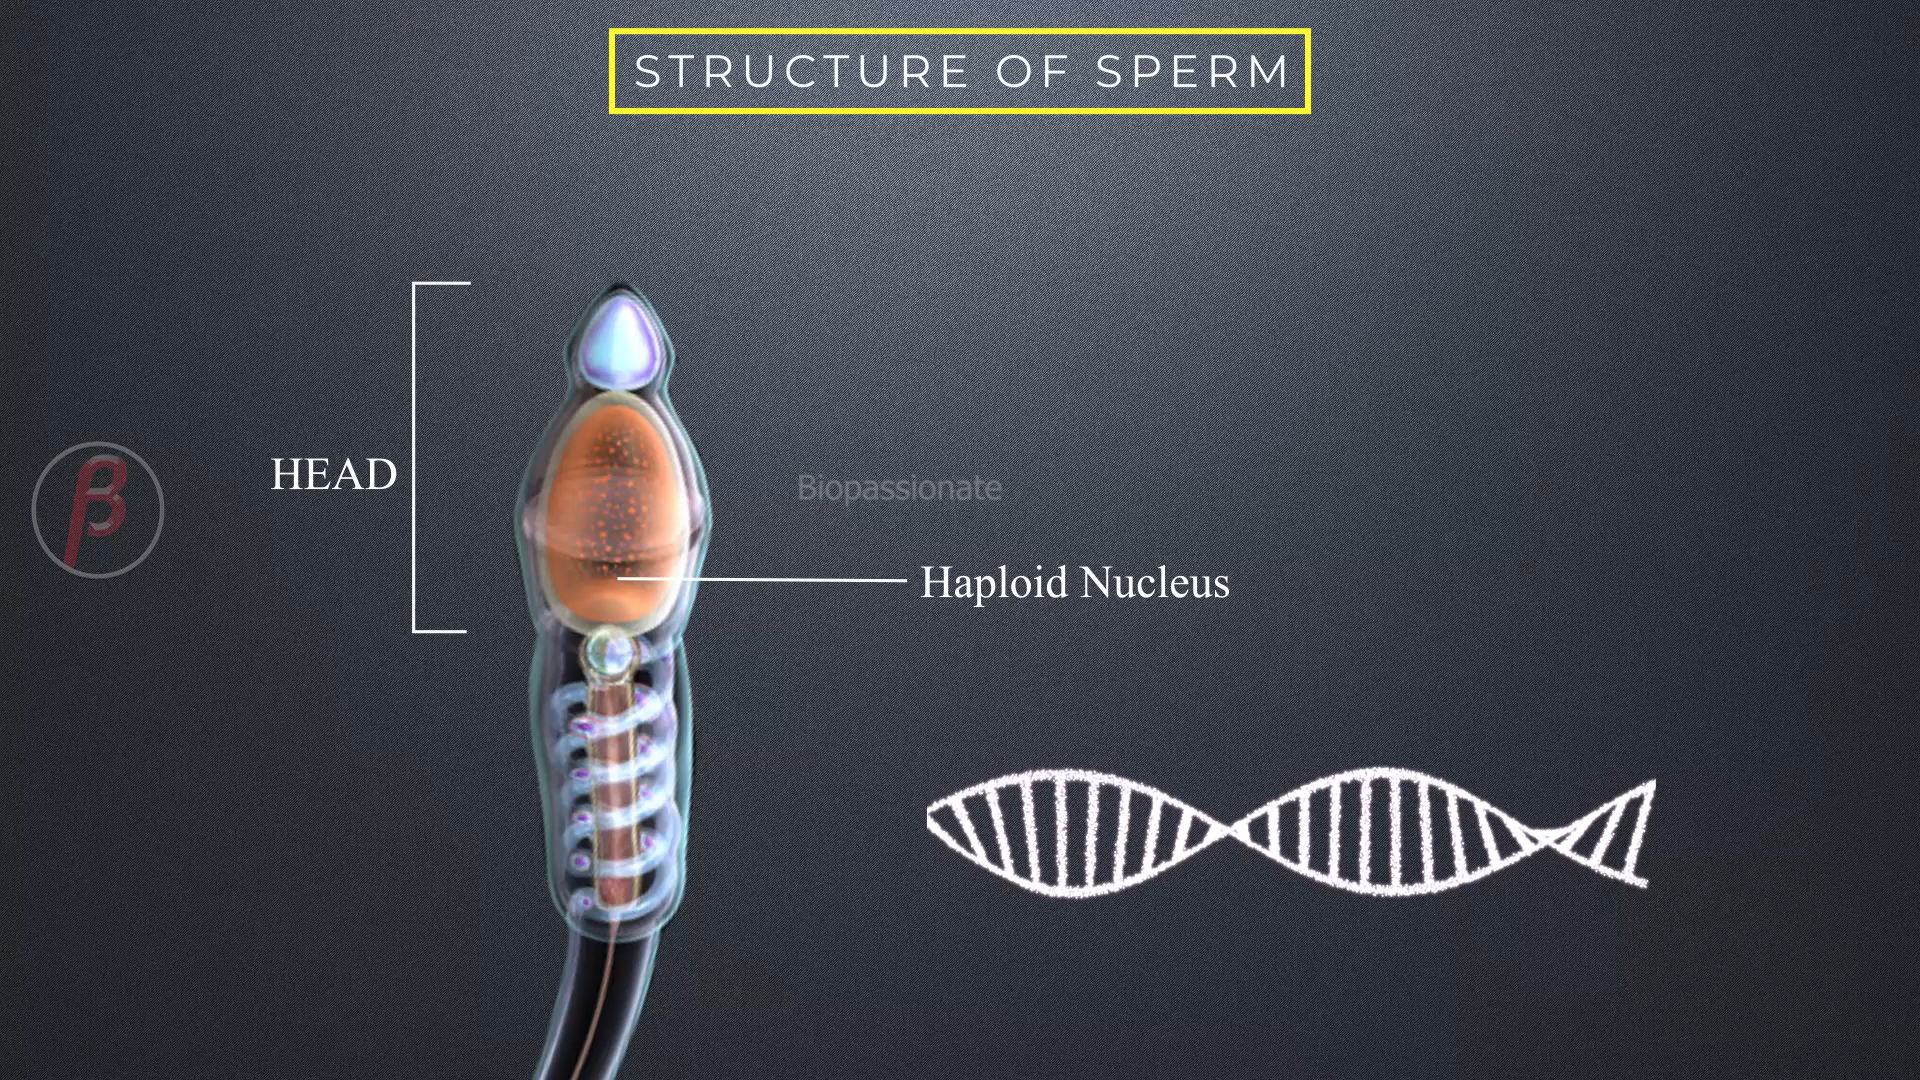 STRUCTURE OF SPERM
HEAD
Biopassionate
Haploid Nucleus
β